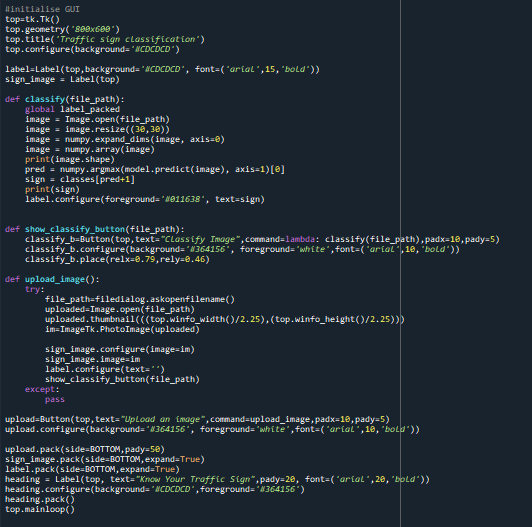 #initialise GUI
top=tk.Tk()
top.geometry('800x600')
top.title('Traffic sign classification')
top.configure(background='#CDCDCD')

label=Label(top,background='#CDCDCD', font=('arial',15,'bold'))
sign_image = Label(top)

def classify(file_path):
    global label_packed
    image = Image.open(file_path)
    image = image.resize((30,30))
    image = numpy.expand_dims(image, axis=0)
    image = numpy.array(image)
    print(image.shape)
    pred = numpy.argmax(model.predict(image), axis=1)[0]
    sign = classes[pred+1]
    print(sign)
    label.configure(foreground='#011638', text=sign)


def show_classify_button(file_path):
    classify_b=Button(top,text="Classify Image",command=lambda: classify(file_path),padx=10,pady=5)
    classify_b.configure(background='#364156', foreground='white',font=('arial',10,'bold'))
    classify_b.place(relx=0.79,rely=0.46)

def upload_image():
    try:
        file_path=filedialog.askopenfilename()
        uploaded=Image.open(file_path)
        uploaded.thumbnail(((top.winfo_width()/2.25),(top.winfo_height()/2.25)))
        im=ImageTk.PhotoImage(uploaded)

        sign_image.configure(image=im)
        sign_image.image=im
        label.configure(text='')
        show_classify_button(file_path)
    except:
        pass

upload=Button(top,text="Upload an image",command=upload_image,padx=10,pady=5)
upload.configure(background='#364156', foreground='white',font=('arial',10,'bold'))

upload.pack(side=BOTTOM,pady=50)
sign_image.pack(side=BOTTOM,expand=True)
label.pack(side=BOTTOM,expand=True)
heading = Label(top, text="Know Your Traffic Sign",pady=20, font=('arial',20,'bold'))
heading.configure(background='#CDCDCD',foreground='#364156')
heading.pack()
top.mainloop()